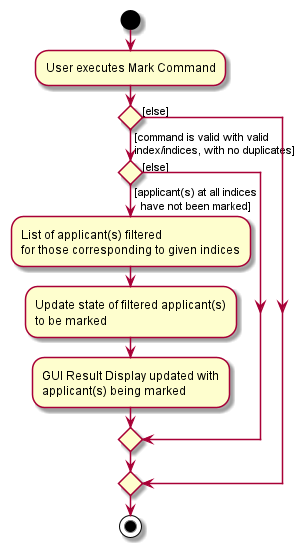 User executes Mark Command
[else]
[command is valid with valid
index/indices, with no duplicates]
[else]
[applicant(s) at all indices
have not been marked]
List of applicant(s) filtered
for those corresponding to given indices
Update state of filtered applicant(s)
to be marked
GUI Result Display updated with
applicant(s) being marked